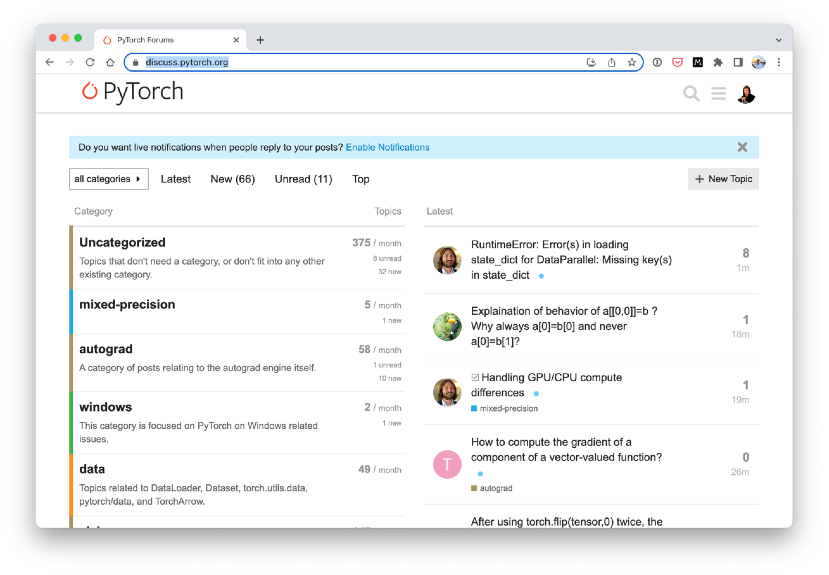 PyTorch Forums
discuss.pytorch.org
M
PyTorch
Do you want live notifications when people reply to your posts? Enable Notifications
all categories
Latest
New (66)
Unread (11)
Top
+ New Topic
Category
Topics
Uncategorized
375 / month
Topics that don't need a category, or don't fit into any other
existing category.
8 unread
32 new
mixed-precision
5 / month
1 new
autograd
58 / month
A category of posts relating to the autograd engine itself.
1 unread
10 new
windows
2 / month
This category is focused on PyTorch on Windows related
issues.
1 new
data
49 / month
Topics related to DataLoader, Dataset, torch.utils.data,
pytorch/data, and TorchArrow.
Latest
RuntimeError: Error(s) in loading
state_dict for DataParallel: Missing key(s)
in state_dict
8
1m
Explaination of behavior of a[[0,0]]=b ?
Why always a[0]=b[0] and never
a[0]=b[1]?
1
18m
Handling GPU/CPU compute
differences
mixed-precision
1
19m
T
How to compute the gradient of a
component of a vector-valued function?
autograd
0
26m
After using torch.flip(tensor,0) twice, the